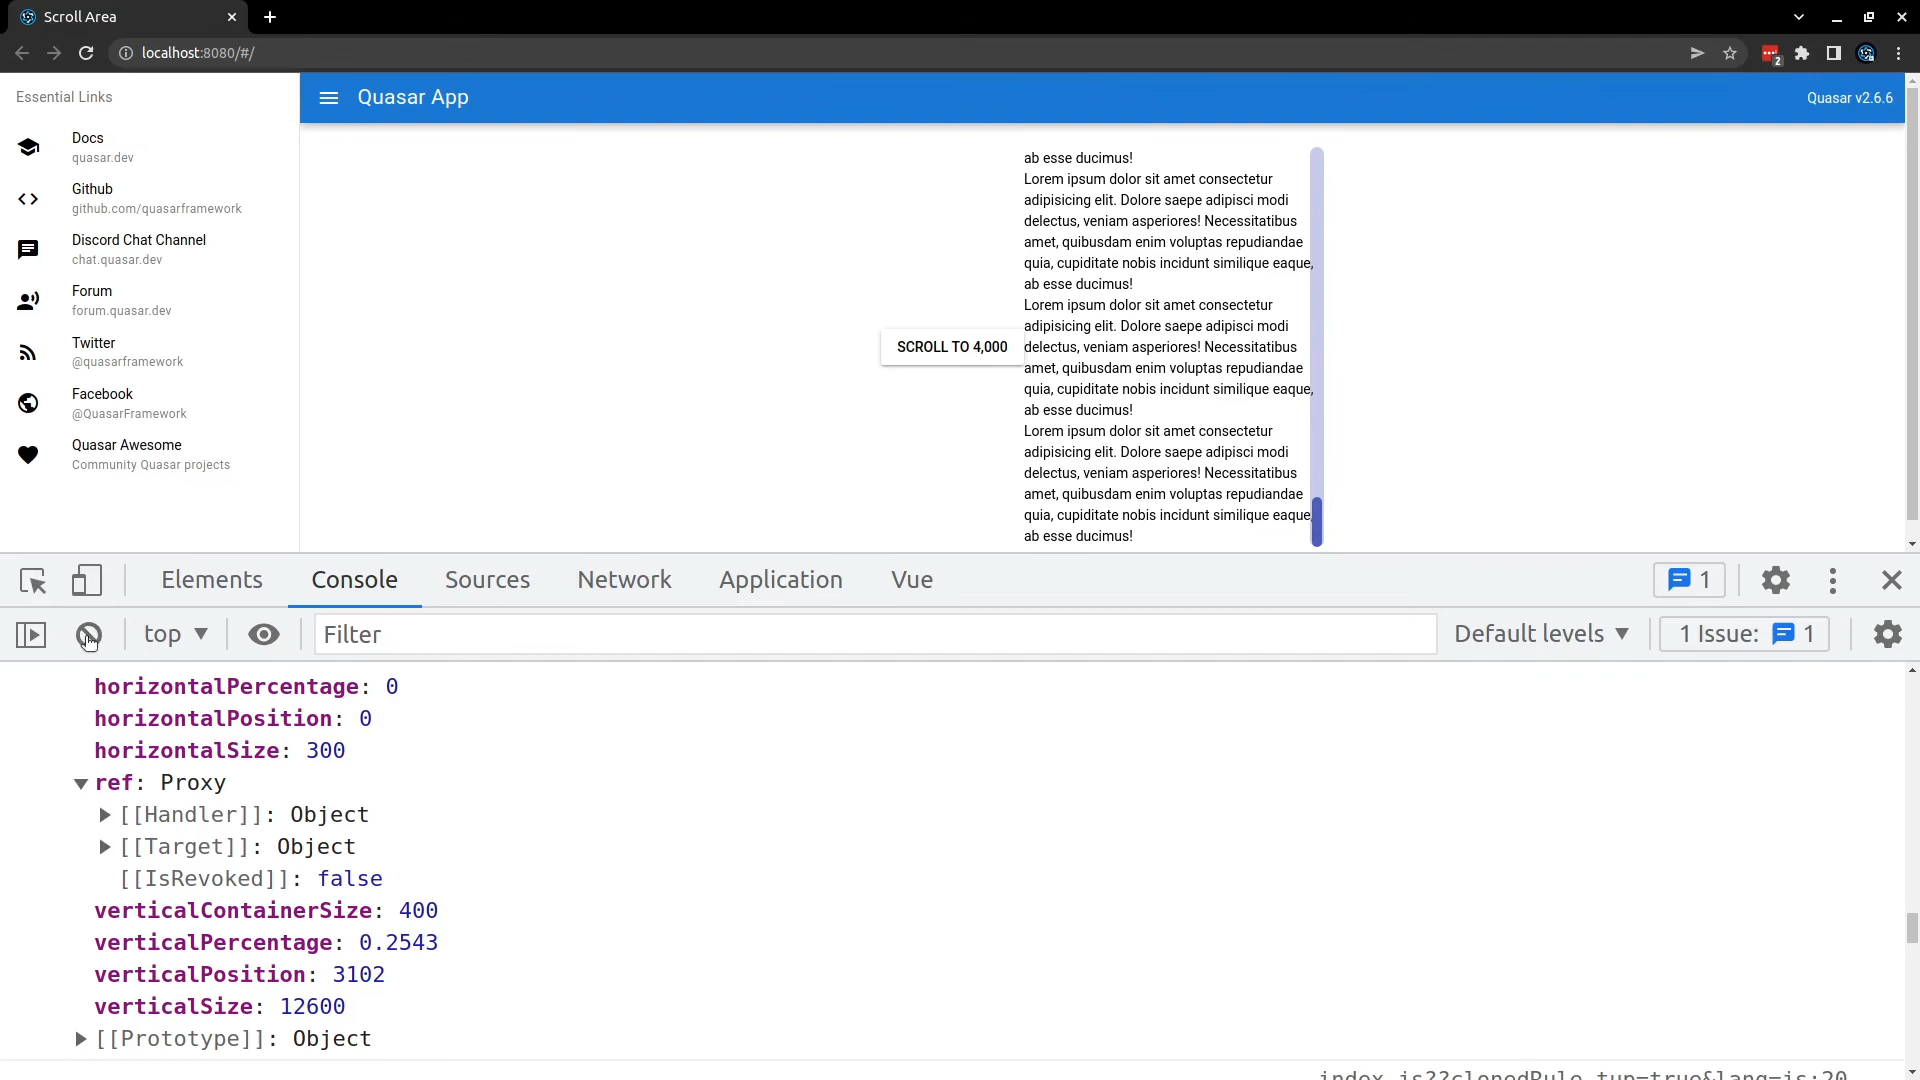 Scroll Area
localhost:8080/#/
2
Essential Links
Docs
quasar.dev
Github
github.com/quasarframework
Discord Chat Channel
chat.quasar.dev
Forum
forum.quasar.dev
Twitter
@quasarframework
Facebook
@QuasarFramework
Quasar Awesome
Community Quasar projects
Quasar App
Quasar v2.6.6
SCROLL TO 4,000
ab esse ducimus!
Lorem ipsum dolor sit amet consectetur
adipisicing elit. Dolore saepe adipisci modi
delectus, veniam asperiores! Necessitatibus
amet, quibusdam enim voluptas repudiandae
quia, cupiditate nobis incidunt similique eaque,
ab esse ducimus!
Lorem ipsum dolor sit amet consectetur
adipisicing elit. Dolore saepe adipisci modi
delectus, veniam asperiores! Necessitatibus
amet, quibusdam enim voluptas repudiandae
quia, cupiditate nobis incidunt similique eaque,
ab esse ducimus!
Lorem ipsum dolor sit amet consectetur
adipisicing elit. Dolore saepe adipisci modi
delectus, veniam asperiores! Necessitatibus
amet, quibusdam enim voluptas repudiandae
quia, cupiditate nobis incidunt similique eaque,
ab esse ducimus!
Elements Console Sources Network Application Vue 1
top Filter Default levels 1 Issue: 1
horizontalPercentage: 0
horizontalPosition: 0
horizontalSize: 300
ref: Proxy
[[Handler]]: Object
[[Target]]: Object
[[IsRevoked]]: false
verticalContainerSize: 400
verticalPercentage: 0.2543
verticalPosition: 3102
verticalSize: 12600
[[Prototype]]: Object
index.js??clonedRule…tup=true&lang=js:20